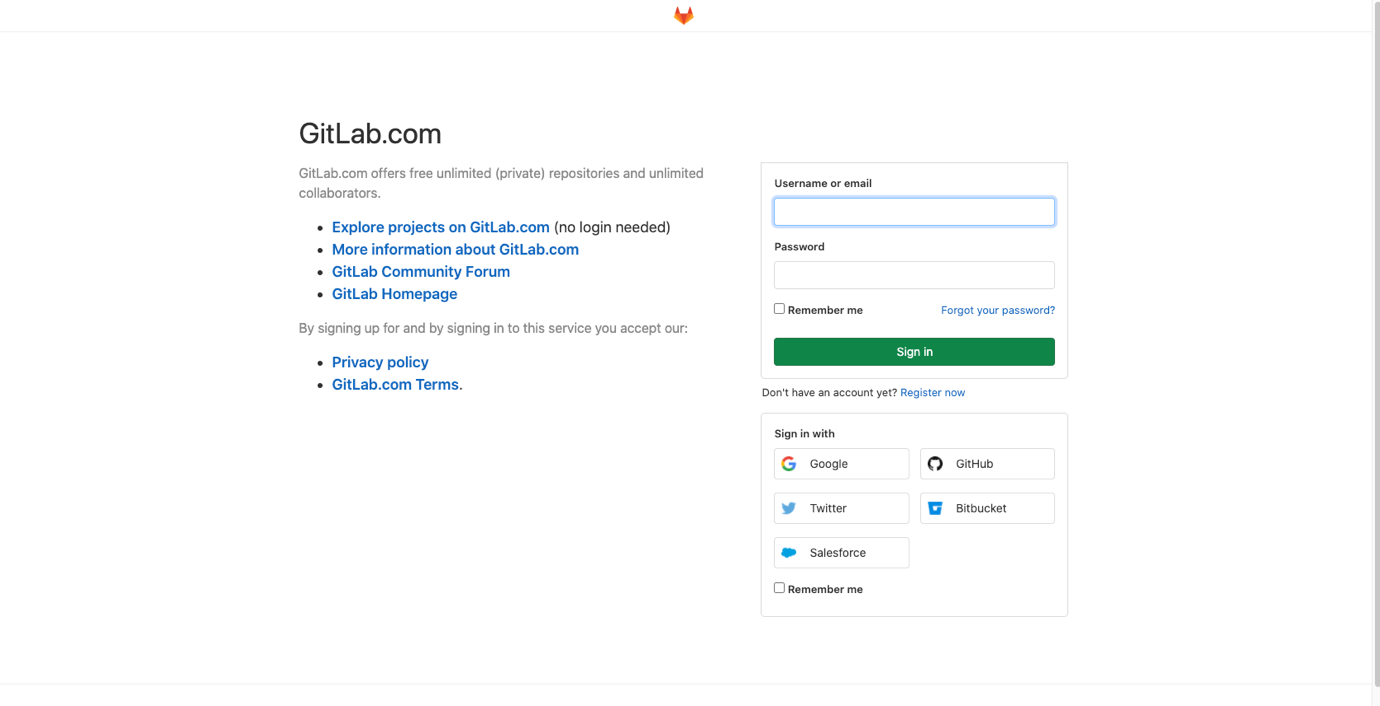 GitLab.com
GitLab.com offers free unlimited (private) repositories and unlimited
collaborators.
Explore projects on GitLab.com (no login needed)
More information about GitLab.com
GitLab Community Forum
GitLab Homepage
By signing up for and by signing in to this service you accept our:
Privacy policy
GitLab.com Terms.
Username or email
Password
Remember me
Forgot your password?
Sign in
Don't have an account yet? Register now
Sign in with
Google
GitHub
Twitter
Bitbucket
Salesforce
Remember me